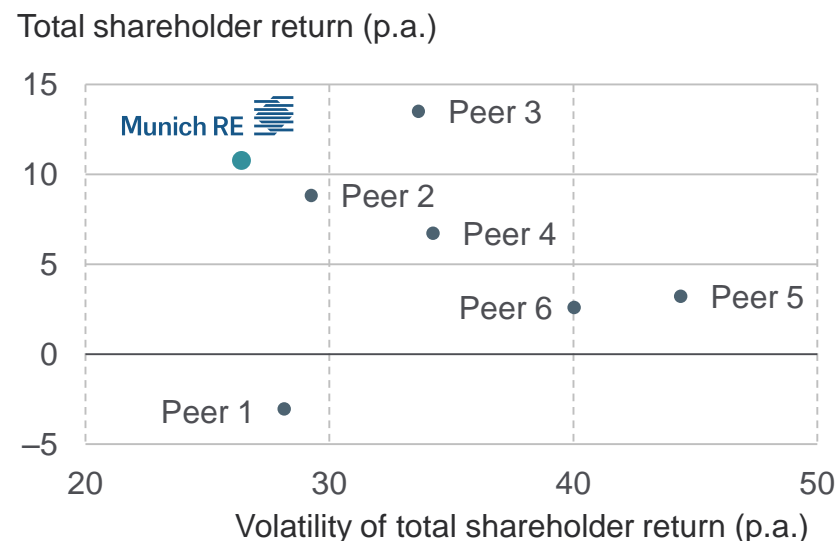 Total shareholder return (p.a.)
15
Munich RE
Peer 3
10
Peer 2
Peer 4
5
Peer 6
Peer 5
0
Peer 1
–5
20 30 40 50
Volatility of total shareholder return (p.a.)